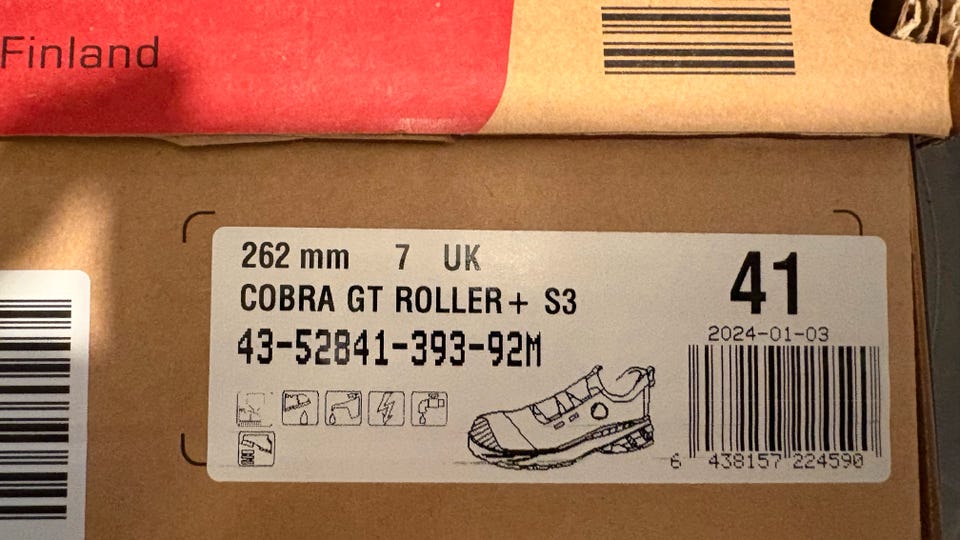 Finland
262 mm 7 UK
COBRA GT ROLLER+ S3
43-52841-393-92M
41
2024-01-03
6 438157 224590